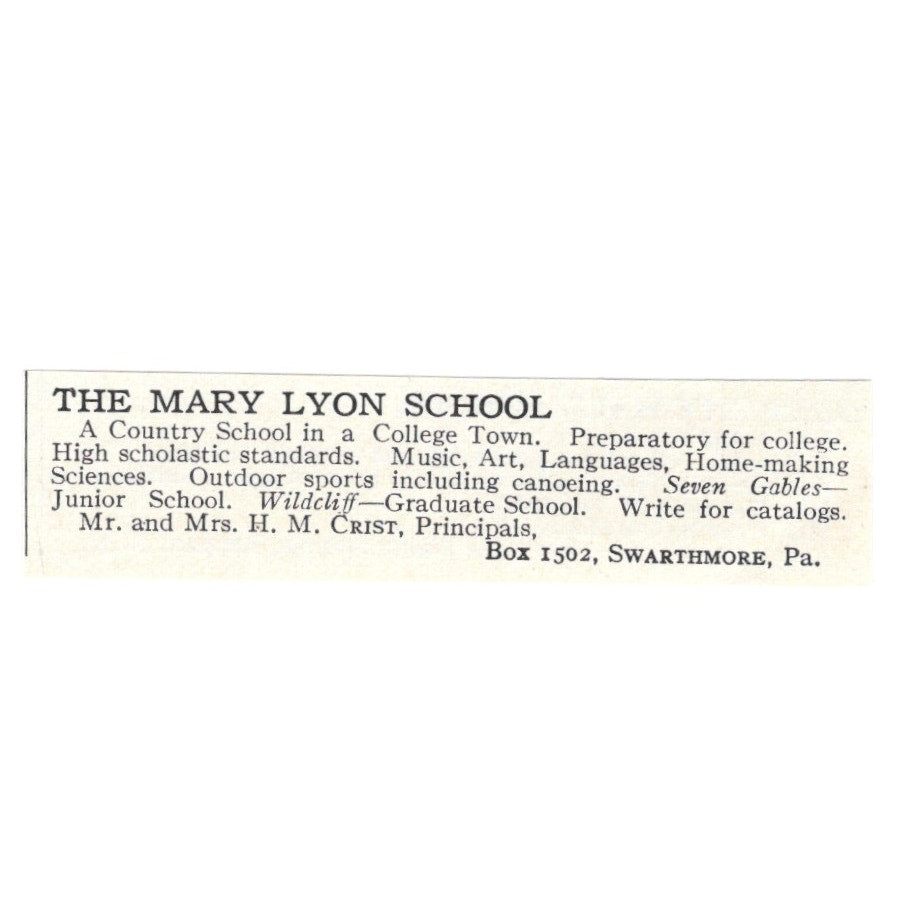 THE MARY LYON SCHOOL
A Country School in a College Town. Preparatory for college.
High scholastic standards. Music, Art, Languages, Home-making
Sciences. Outdoor sports including canoeing. Seven Gables—
Junior School. Wildcliff—Graduate School. Write for catalogs.
Mr. and Mrs. H. M. CRIST, Principals,
Box 1502, SWARTHMORE, Pa.